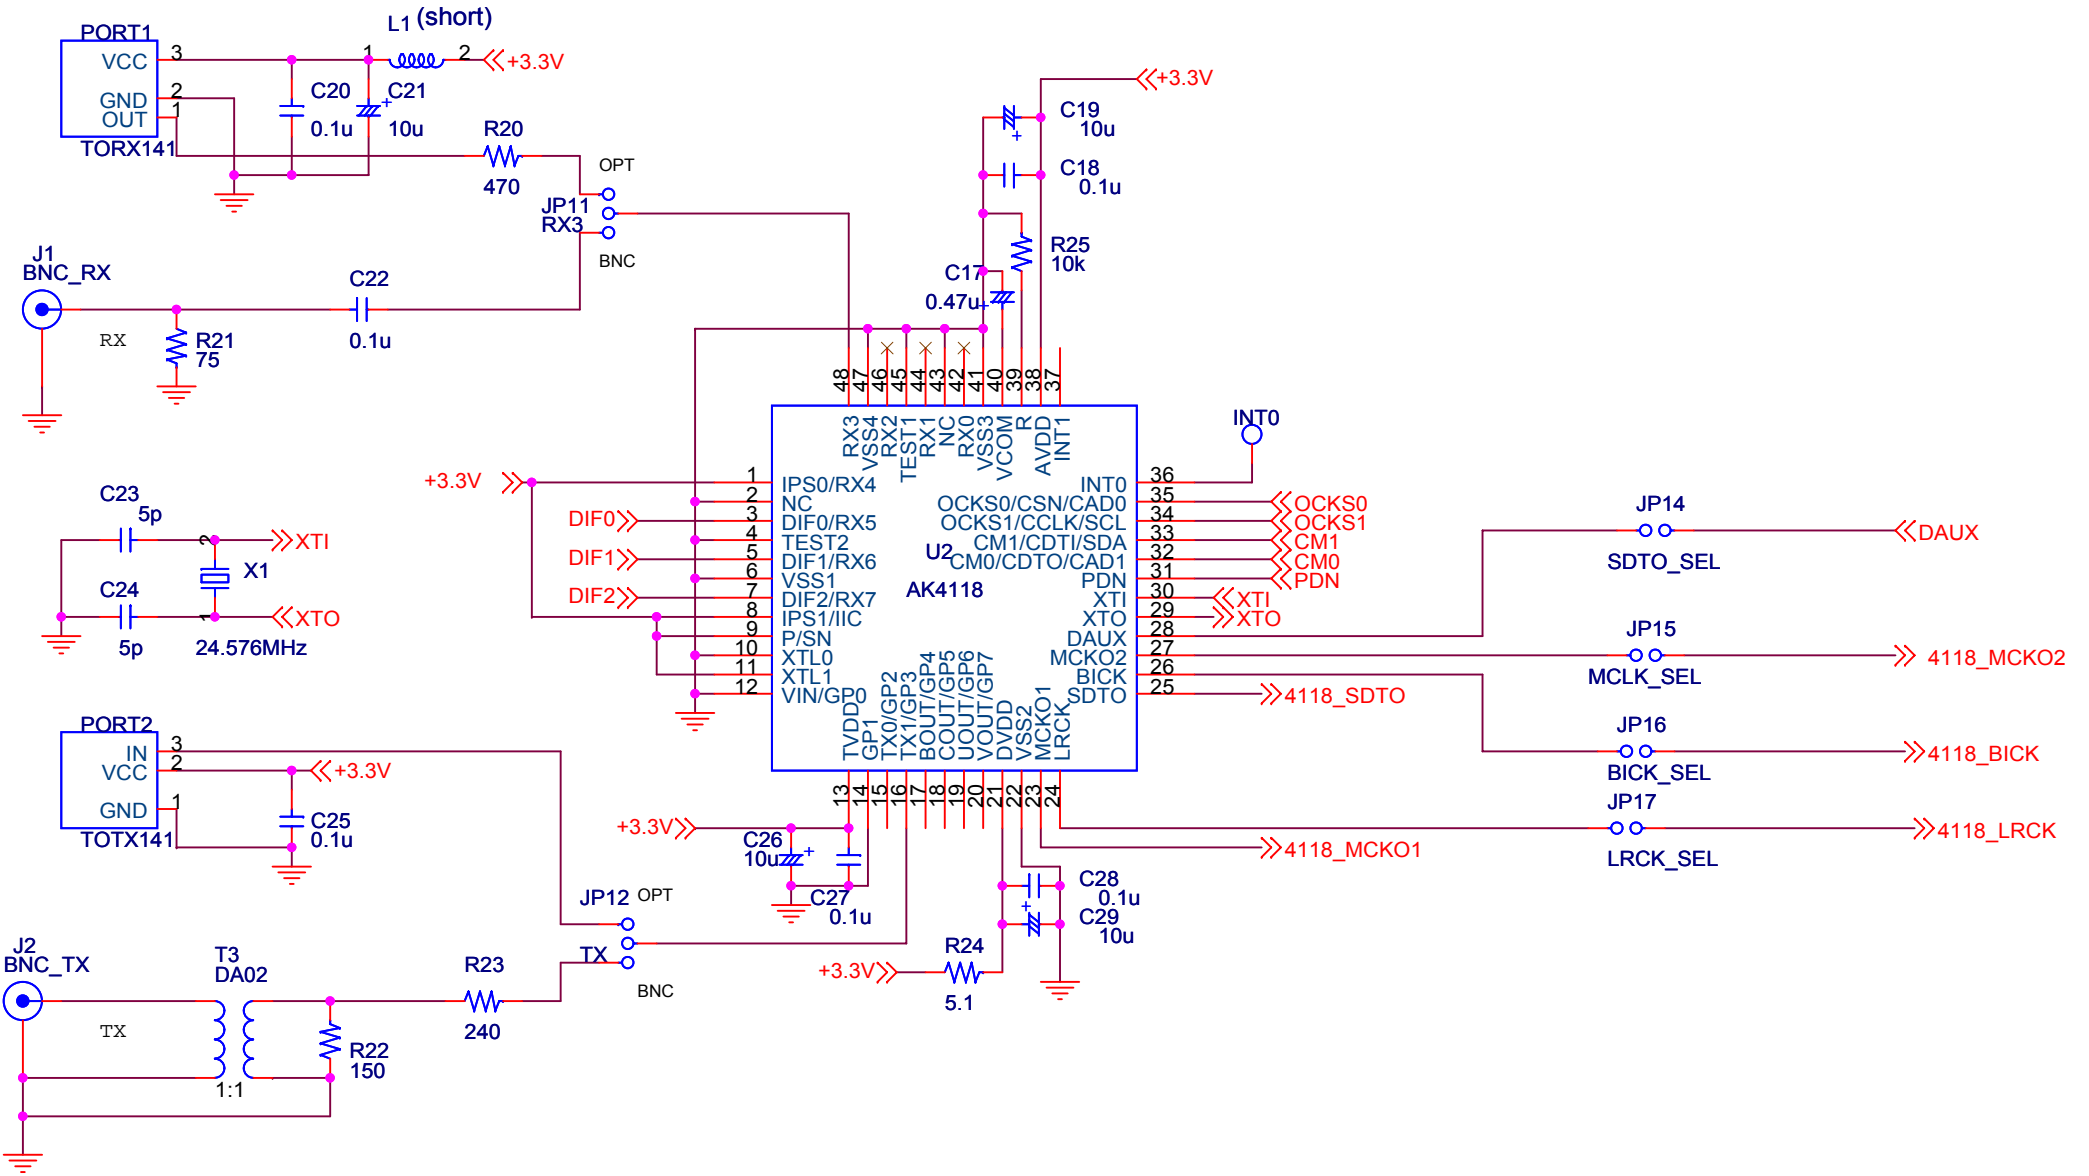 L1 (short)
PORT1
VCC
GND
OUT
TORX141
3
2
1
1
2
+3.3V
C20
0.1u
C21
+
10u
R20
470
OPT
JP11
RX3
BNC
J1
BNC_RX
RX
R21
75
C22
0.1u
+3.3V
C19
10u
+
C18
0.1u
R25
10k
C17
0.47u
+
48
47
46
45
44
43
42
41
40
39
38
37
RX3
VSS4
RX2
TEST1
RX1
NC
RX0
VSS3
VCOM
R
AVDD
INT1
INT0
+3.3V
DIF0
DIF1
DIF2
1
2
3
4
5
6
7
8
9
10
11
12
IPS0/RX4
NC
DIF0/RX5
TEST2
DIF1/RX6
VSS1
DIF2/RX7
IPS1/IIC
P/SN
XTL0
XTL1
VIN/GP0
U2
AK4118
INT0
OCKS0/CSN/CAD0
OCKS1/CCLK/SCL
CM1/CDTI/SDA
CM0/CDTO/CAD1
PDN
XTI
XTO
DAUX
MCKO2
BICK
SDTO
36
35
34
33
32
31
30
29
28
27
26
25
OCKS0
OCKS1
CM1
CM0
PDN
XTI
XTO
4118_SDTO
JP14
SDTO_SEL
DAUX
JP15
MCLK_SEL
4118_MCKO2
JP16
BICK_SEL
4118_BICK
JP17
LRCK_SEL
4118_LRCK
C23
5p
2
XTI
X1
C24
5p
1
XTO
24.576MHz
TVDD
GP1
TX0/GP2
TX1/GP3
BOUT/GP4
COUT/GP5
UOUT/GP6
VOUT/GP7
DVDD
VSS2
MCKO1
LRCK
13
14
15
16
17
18
19
20
21
22
23
24
PORT2
IN
VCC
GND
TOTX141
3
2
1
+3.3V
C25
0.1u
+3.3V
C26
10u
+
C27
0.1u
4118_MCKO1
C28
0.1u
+
C29
10u
R24
5.1
+3.3V
JP12
OPT
TX
BNC
J2
BNC_TX
TX
T3
DA02
1:1
R22
150
R23
240